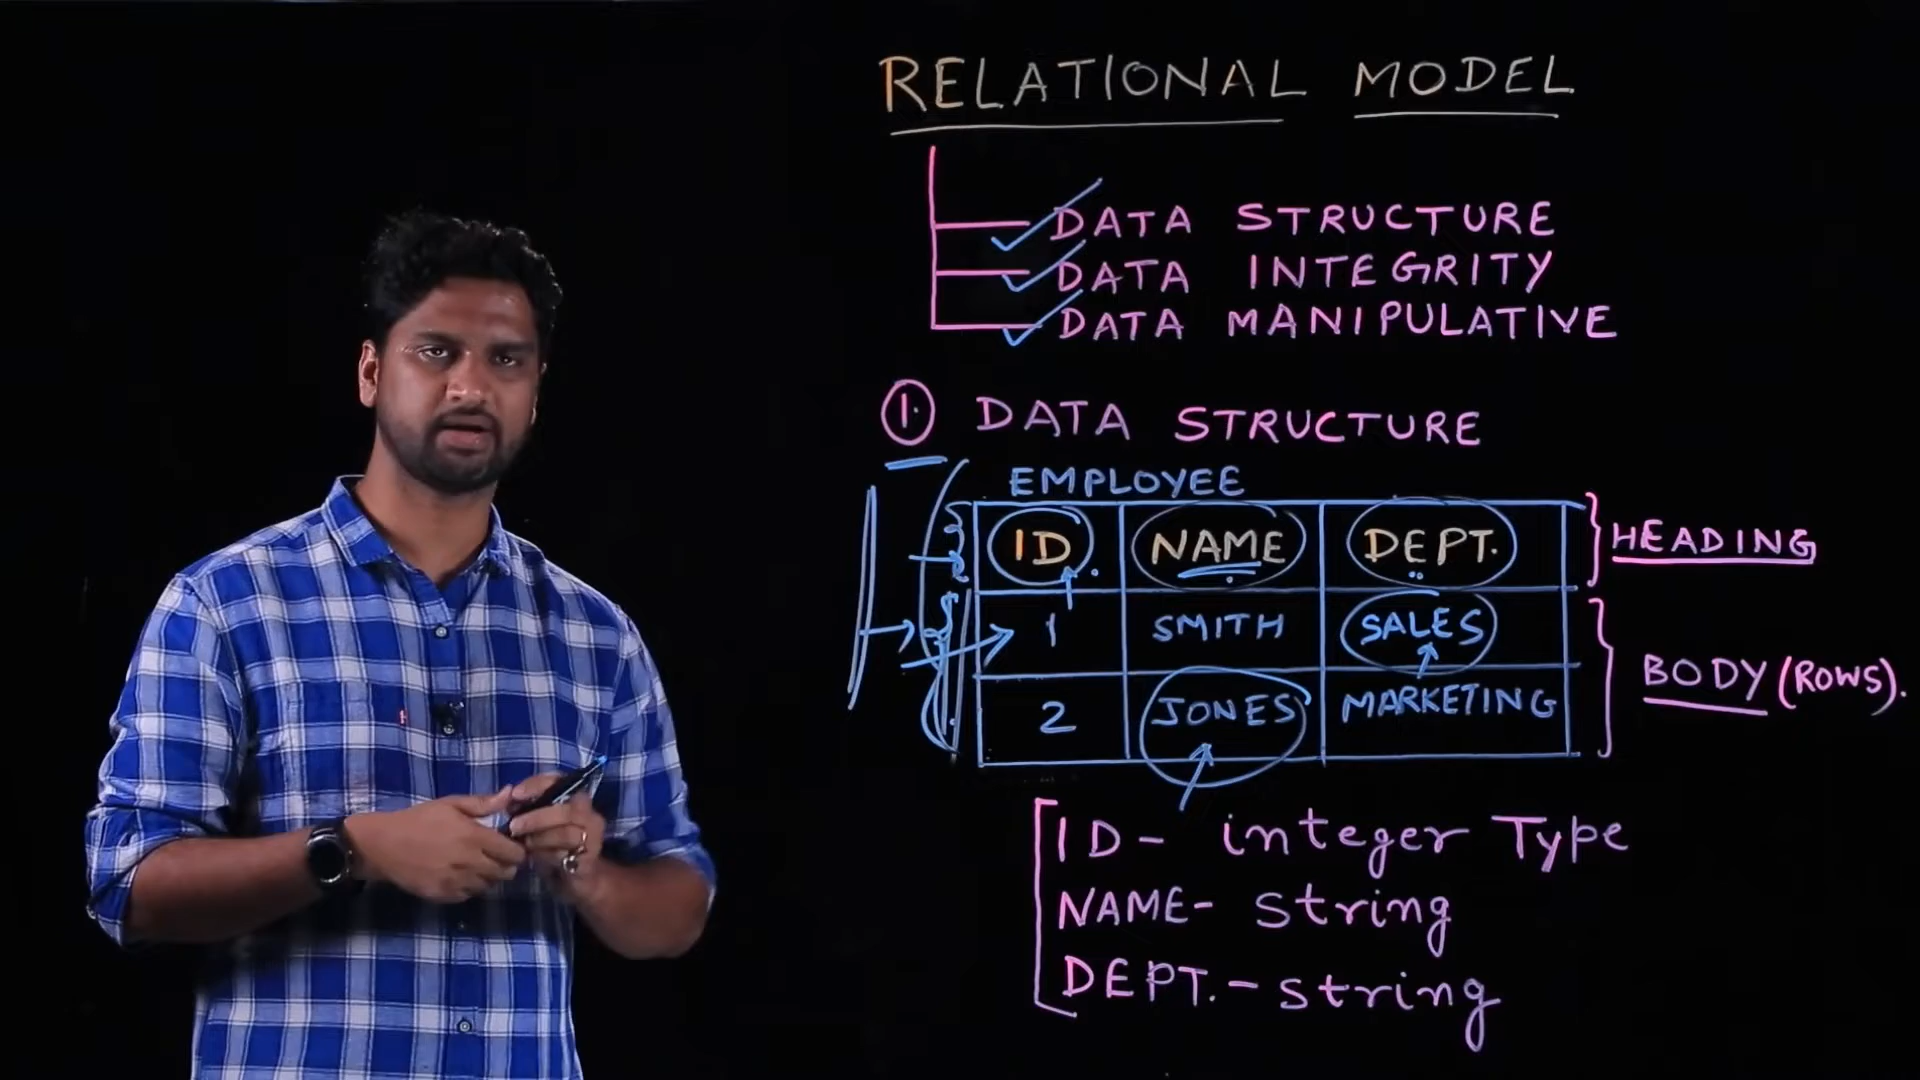 RELATIONAL MODEL
DATA STRUCTURE
DATA INTEGRITY
DATA MANIPULATIVE
1. DATA STRUCTURE
EMPLOYEE
ID NAME DEPT. HEADING
1 SMITH SALES
BODY (ROWS).
2 JONES MARKETING
ID - integer Type
NAME - string
DEPT. - string